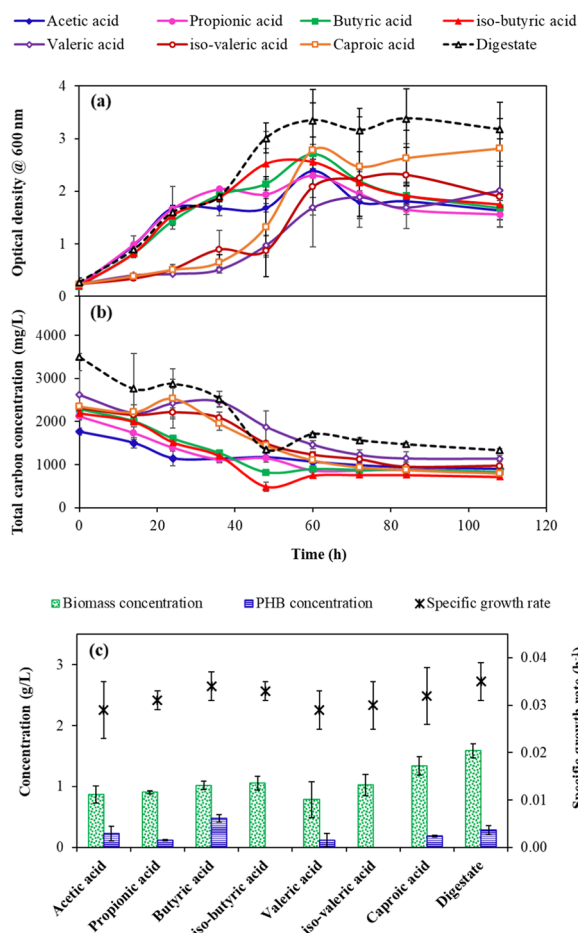 Acetic acid Propionic acid Butyric acid iso-butyric acid
Valeric acid iso-valeric acid Caproic acid Digestate
(a)
Optical density @ 600 nm
4
3
2
1
0
(b)
Total carbon concentration (mg/L)
4000
3000
2000
1000
0
0 20 40 60 80 100 120
Time (h)
Biomass concentration PHB concentration Specific growth rate
(c)
Concentration (g/L)
3
2
1
0
Specific growth rate (h-1)
0.04
0.03
0.02
0.01
0.00
Acetic acid
Propionic acid
Butyric acid
iso-butyric acid
Valeric acid
iso-valeric acid
Caproic acid
Digestate